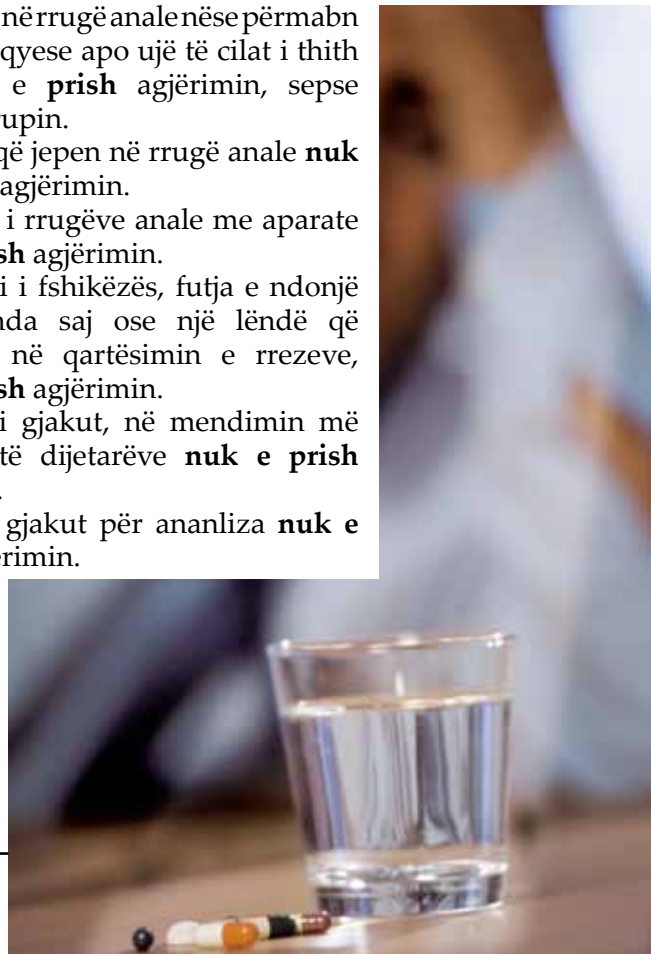 në rrugë anale nëse përmabn
qyese apo ujë të cilat i thith
e prish agjërimin, sepse
rupin.
që jepen në rrugë anale nuk
agjërimin.
i rrugëve anale me aparate
sh agjërimin.
i i fshikëzës, futja e ndonjë
nda saj ose një lëndë që
në qartësimin e rrezeve,
sh agjërimin.
i gjakut, në mendimin më
të dijetarëve nuk e prish
.
gjakut për ananliza nuk e
ërimin.